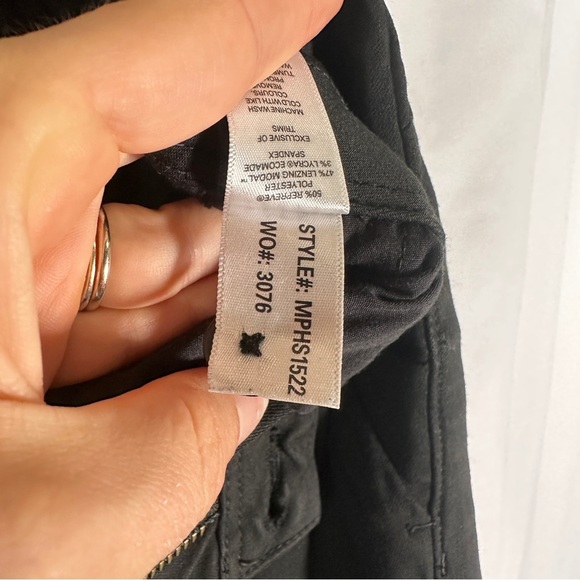 50% REPREVE®
POLYESTER
47% LENZING MODAL™
3% LYCRA® ECOMADE
SPANDEX
EXCLUSIVE OF
TRIMS
MACHINE WASH
COLD WITH LIKE
COLOURS.
REMOVE
STYLE#: MPHS1522
WO#: 3076